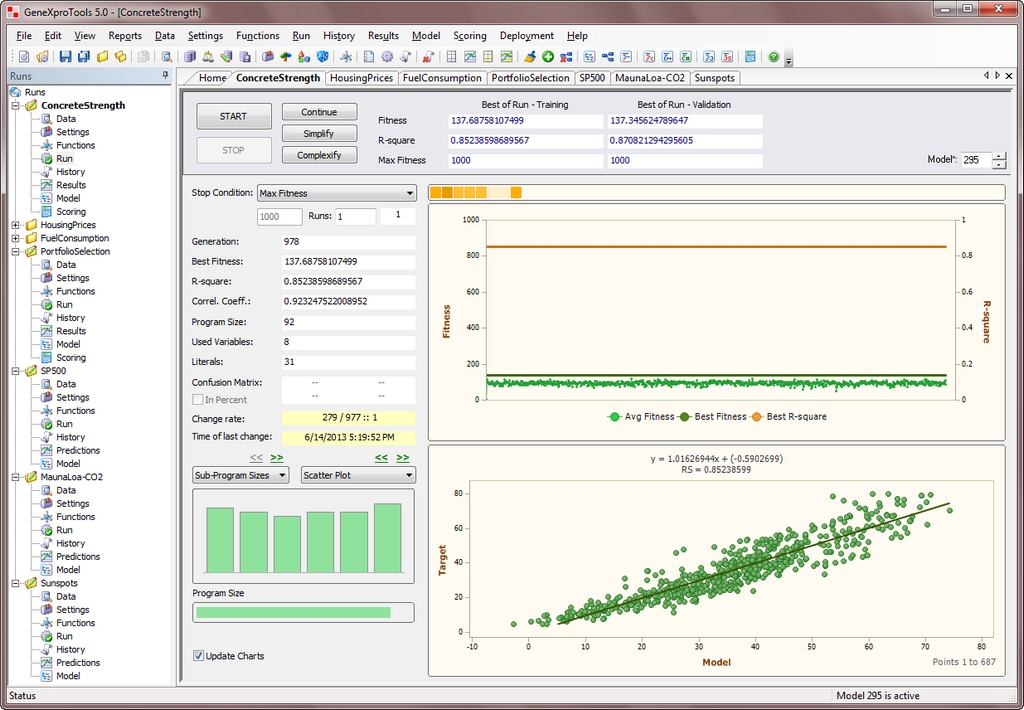 GeneXproTools 5.0 - [ConcreteStrength]
File Edit View Reports Data Settings Functions Run History Results Model Scoring Deployment Help
Runs
Home ConcreteStrength HousingPrices FuelConsumption PortfolioSelection SP500 MaunaLoa-CO2 Sunspots
Runs
ConcreteStrength
Data
Settings
Functions
Run
History
Results
Model
Scoring
HousingPrices
FuelConsumption
PortfolioSelection
Data
Settings
Functions
Run
History
Results
Model
Scoring
SP500
Data
Settings
Functions
Run
History
Predictions
Model
MaunaLoa-CO2
Data
Settings
Functions
Run
History
Predictions
Model
Sunspots
Data
Settings
Functions
Run
History
Predictions
Model
START
STOP
Continue
Simplify
Complexify
Best of Run - Training Best of Run - Validation
Fitness 137.68758107499 137.345624789647
R-square 0.85238598689567 0.870821294295605
Max Fitness 1000 1000
Model*: 295
Stop Condition: Max Fitness
1000 Runs: 1 1
Generation: 978
Best Fitness: 137.68758107499
R-square: 0.85238598689567
Correl. Coeff.: 0.923247522008952
Program Size: 92
Used Variables: 8
Literals: 31
Confusion Matrix: -- --
In Percent -- --
Change rate: 279 / 977 :: 1
Time of last change: 6/14/2013 5:19:52 PM
<< >> << >>
Sub-Program Sizes Scatter Plot
Program Size
Update Charts
1000 1
800 0.8
600 0.6
400 0.4
200 0.2
0 0
Fitness
R-square
Avg Fitness Best Fitness Best R-square
y = 1.01626944x + (-0.5902699)
RS = 0.85238599
80
60
40
20
0
Target
-10 0 10 20 30 40 50 60 70 80
Model
Points 1 to 687
Status Model 295 is active